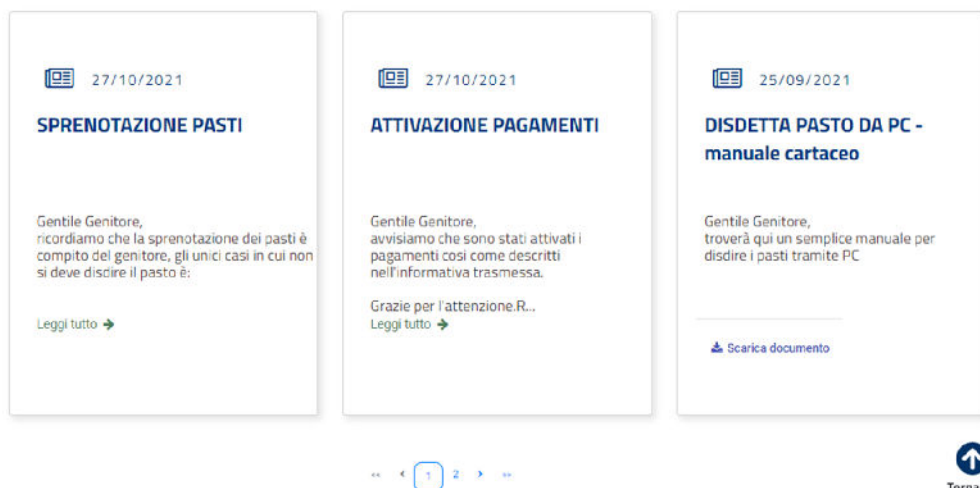 27/10/2021
SPRENOTAZIONE PASTI
Gentile Genitore,
ricordiamo che la sprenotazione dei pasti è
compito del genitore, gli unici casi in cui non
si deve disdire il pasto è:
Leggi tutto
27/10/2021
ATTIVAZIONE PAGAMENTI
Gentile Genitore,
avvisiamo che sono stati attivati i
pagamenti cosi come descritti
nell'informativa trasmessa.
Grazie per l'attenzione.R...
Leggi tutto
25/09/2021
DISDETTA PASTO DA PC -
manuale cartaceo
Gentile Genitore,
troverà qui un semplice manuale per
disdire i pasti tramite PC
Scarica documento
« ‹ 1 2 › »